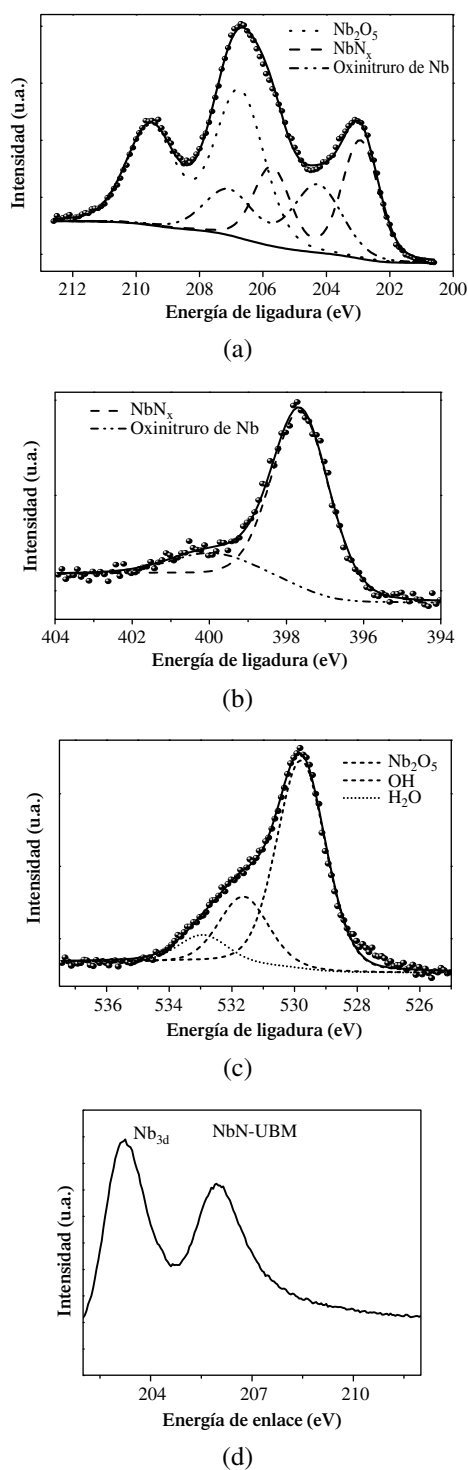 Nb₂O₅
NbNₓ
Oxinitruro de Nb
Intensidad (u.a.)
212 210 208 206 204 202 200
Energía de ligadura (eV)
(a)
NbNₓ
Oxinitruro de Nb
Intensidad (u.a.)
404 402 400 398 396 394
Energía de ligadura (eV)
(b)
Nb₂O₅
OH
H₂O
Intensidad (u.a.)
536 534 532 530 528 526
Energía de ligadura (eV)
(c)
Nb₃d NbN-UBM
Intensidad (u.a.)
204 207 210
Energía de enlace (eV)
(d)